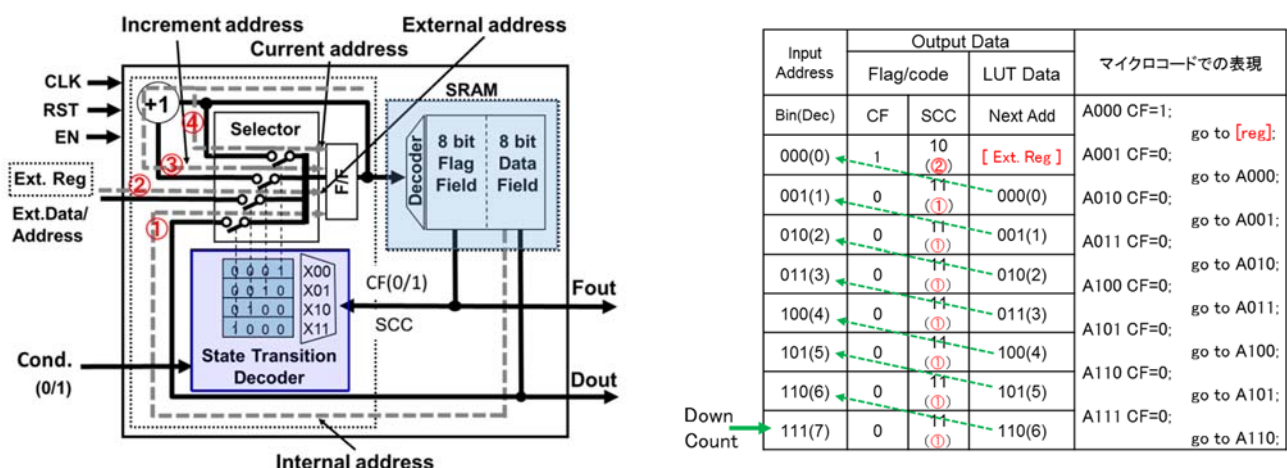 Increment address
External address
Current address
CLK
RST
EN
+1
④
Selector
SRAM
③
Decoder
8 bit
Flag
Field
8 bit
Data
Field
F/F
Ext. Reg
②
Ext.Data/
Address
①
0 0 0 1 X00
0 0 1 0 X01
0 1 0 0 X10
1 0 0 0 X11
CF(0/1)
SCC
Fout
State Transition
Decoder
Cond.
(0/1)
Dout
Internal address
Input
Address
Output Data
マイクロコードでの表現
Flag/code
LUT Data
Bin(Dec) CF SCC Next Add
000(0) 1 10 (②) [ Ext. Reg ]
001(1) 0 11 (①) 000(0)
010(2) 0 11 (①) 001(1)
011(3) 0 11 (①) 010(2)
100(4) 0 11 (①) 011(3)
101(5) 0 11 (①) 100(4)
110(6) 0 11 (①) 101(5)
111(7) 0 11 (①) 110(6)
A000 CF=1;
go to [reg];
A001 CF=0;
go to A000;
A010 CF=0;
go to A001;
A011 CF=0;
go to A010;
A100 CF=0;
go to A011;
A101 CF=0;
go to A100;
A110 CF=0;
go to A101;
A111 CF=0;
go to A110;
Down
Count